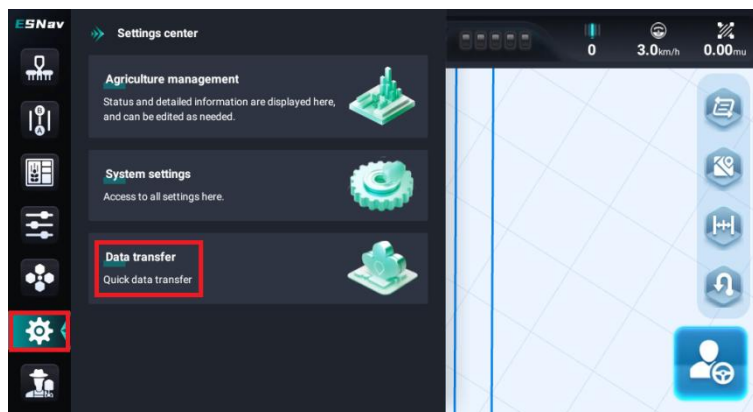 ESNav
Settings center
Agriculture management
Status and detailed information are displayed here,
and can be edited as needed.
System settings
Access to all settings here.
Data transfer
Quick data transfer
0
3.0km/h
0.00mu
B
A